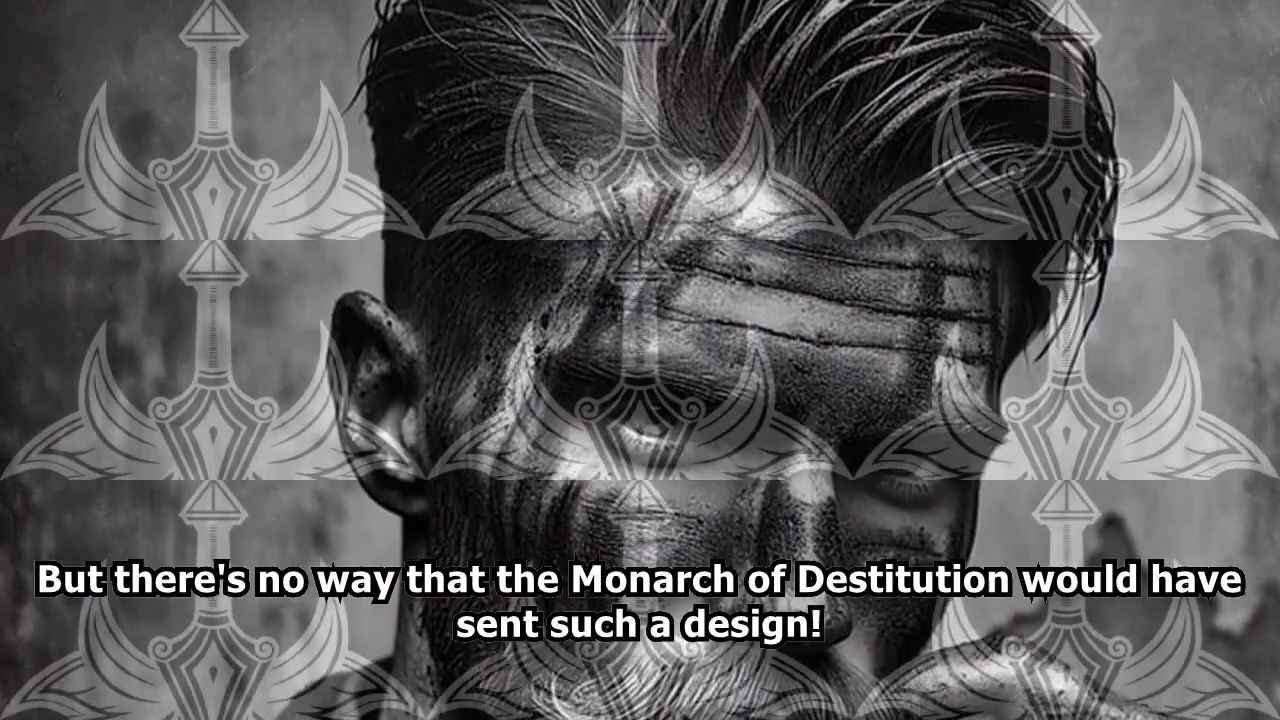 But there's no way that the Monarch of Destitution would have
sent such a design!